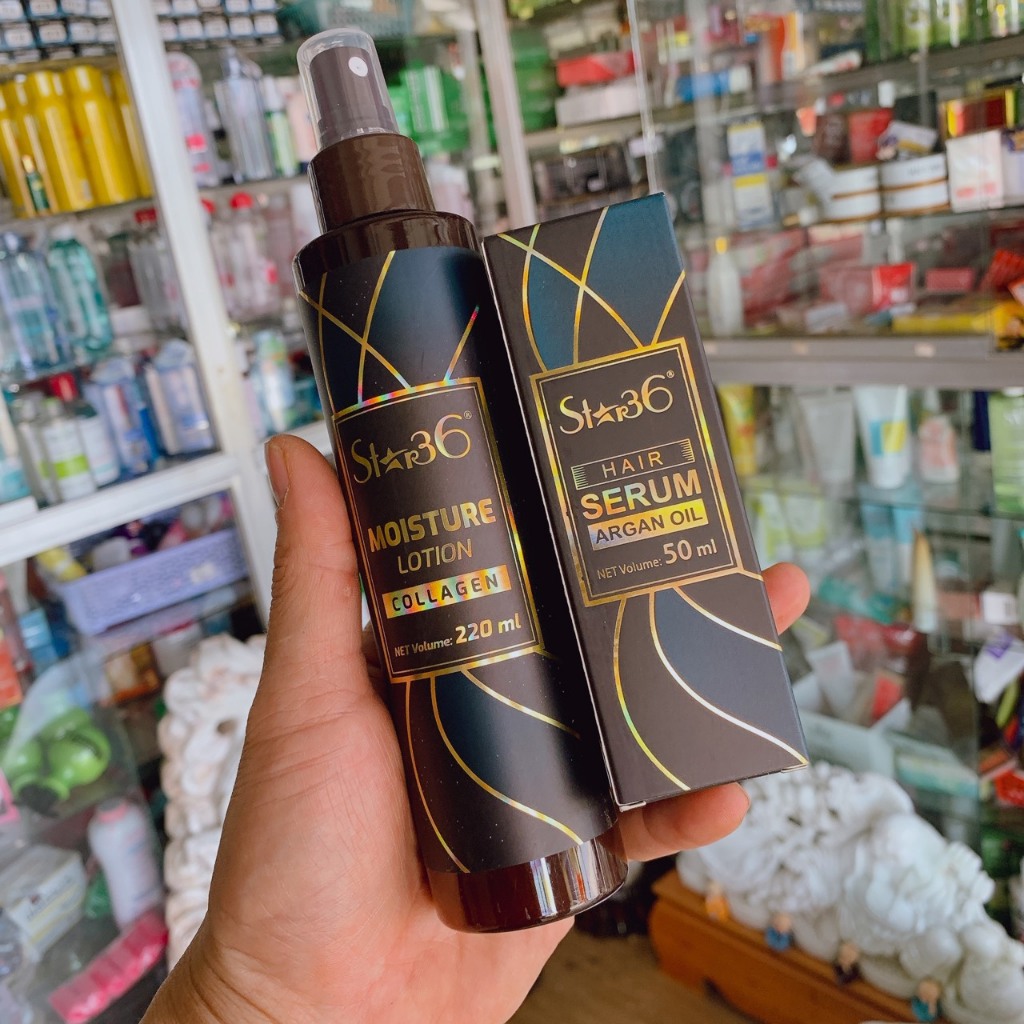 Star36®
MOISTURE
LOTION
COLLAGEN
NET Volume: 220 ml
Star36®
HAIR
SERUM
ARGAN OIL
NET Volume: 50 ml